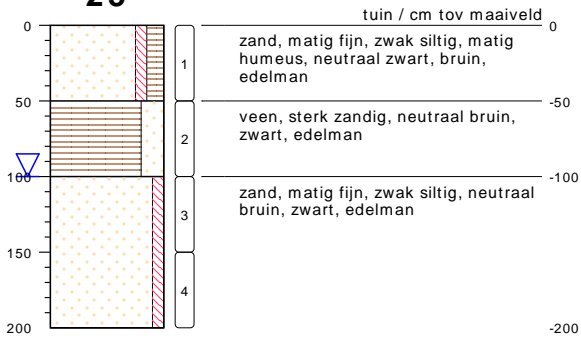 tuin / cm tov maaiveld
0
0
zand, matig fijn, zwak siltig, matig
humeus, neutraal zwart, bruin,
edelman
1
50
-50
veen, sterk zandig, neutraal bruin,
zwart, edelman
2
100
-100
zand, matig fijn, zwak siltig, neutraal
bruin, zwart, edelman
3
150
4
200
-200